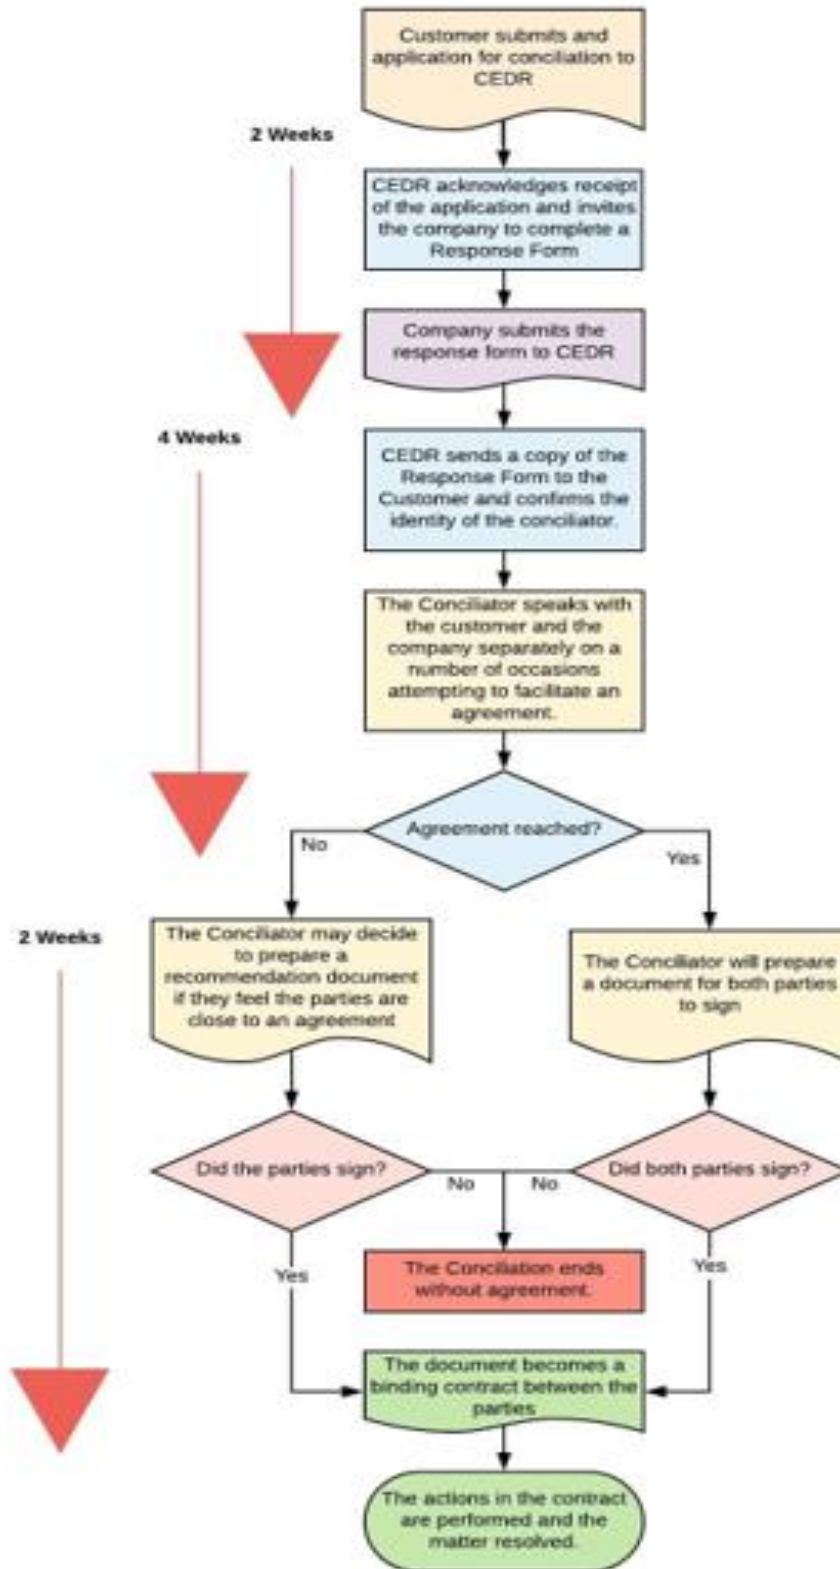 Customer submits and
application for conciliation to
CEDR
2 Weeks
CEDR acknowledges receipt
of the application and invites
the company to complete a
Response Form
Company submits the
response form to CEDR
4 Weeks
CEDR sends a copy of the
Response Form to the
Customer and confirms the
identity of the conciliator.
The Conciliator speaks with
the customer and the
company separately on a
number of occasions
attempting to facilitate an
agreement.
Agreement reached?
No
Yes
2 Weeks
The Conciliator may decide
to prepare a
recommendation document
if they feel the parties are
close to an agreement
The Conciliator will prepare
a document for both parties
to sign
Did the parties sign?
No
No
Did both parties sign?
Yes
The Conciliation ends
without agreement.
Yes
The document becomes a
binding contract between the
parties
The actions in the contract
are performed and the
matter resolved.